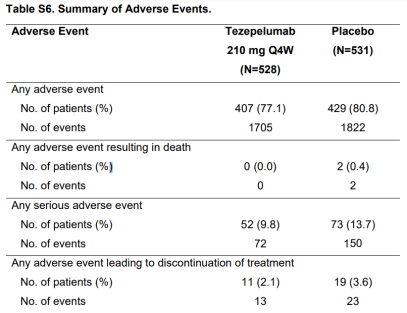 Table S6. Summary of Adverse Events.
Adverse Event Tezepelumab Placebo
210 mg Q4W (N=531)
(N=528)
Any adverse event
No. of patients (%) 407 (77.1) 429 (80.8)
No. of events 1705 1822
Any adverse event resulting in death
No. of patients (%) 0 (0.0) 2 (0.4)
No. of events 0 2
Any serious adverse event
No. of patients (%) 52 (9.8) 73 (13.7)
No. of events 72 150
Any adverse event leading to discontinuation of treatment
No. of patients (%) 11 (2.1) 19 (3.6)
No. of events 13 23